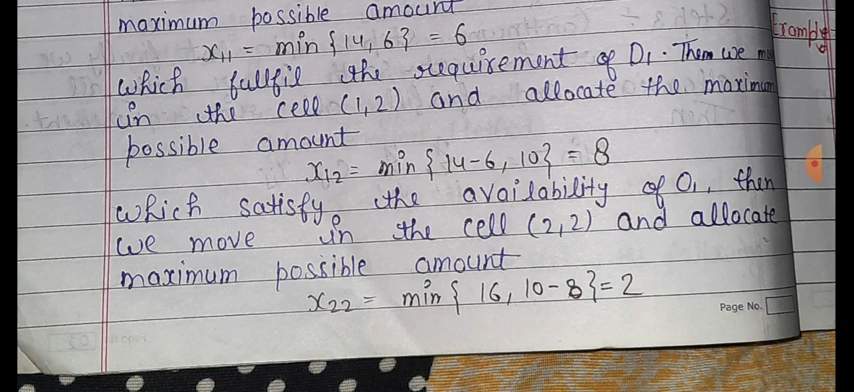 maximum possible amount
x11 = min {14, 6} = 6
Example
which fullfil the requirement of D1. Then we
in the cell (1,2) and allocate the maximum
possible amount
x12 = min {14-6, 10} = 8
which satisfy the availability of O1, then
we move in the cell (2,2) and allocate
maximum possible amount
x22 = min { 16, 10-8}=2
Page No.